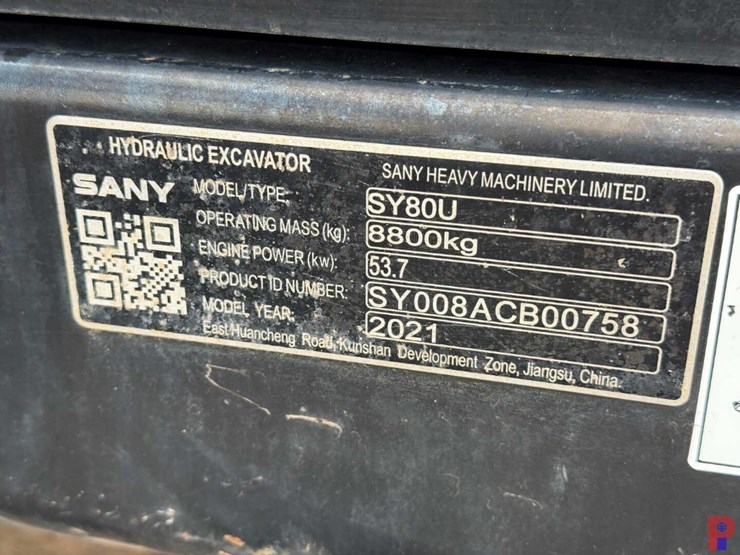 HYDRAULIC EXCAVATOR
SANY HEAVY MACHINERY LIMITED.
SANY
MODEL/TYPE: SY80U
OPERATING MASS (kg): 8800kg
ENGINE POWER (kw): 53.7
PRODUCT ID NUMBER: SY008ACB00758
MODEL YEAR: 2021
East Huancheng Road, Kunshan Development Zone, Jiangsu, China.